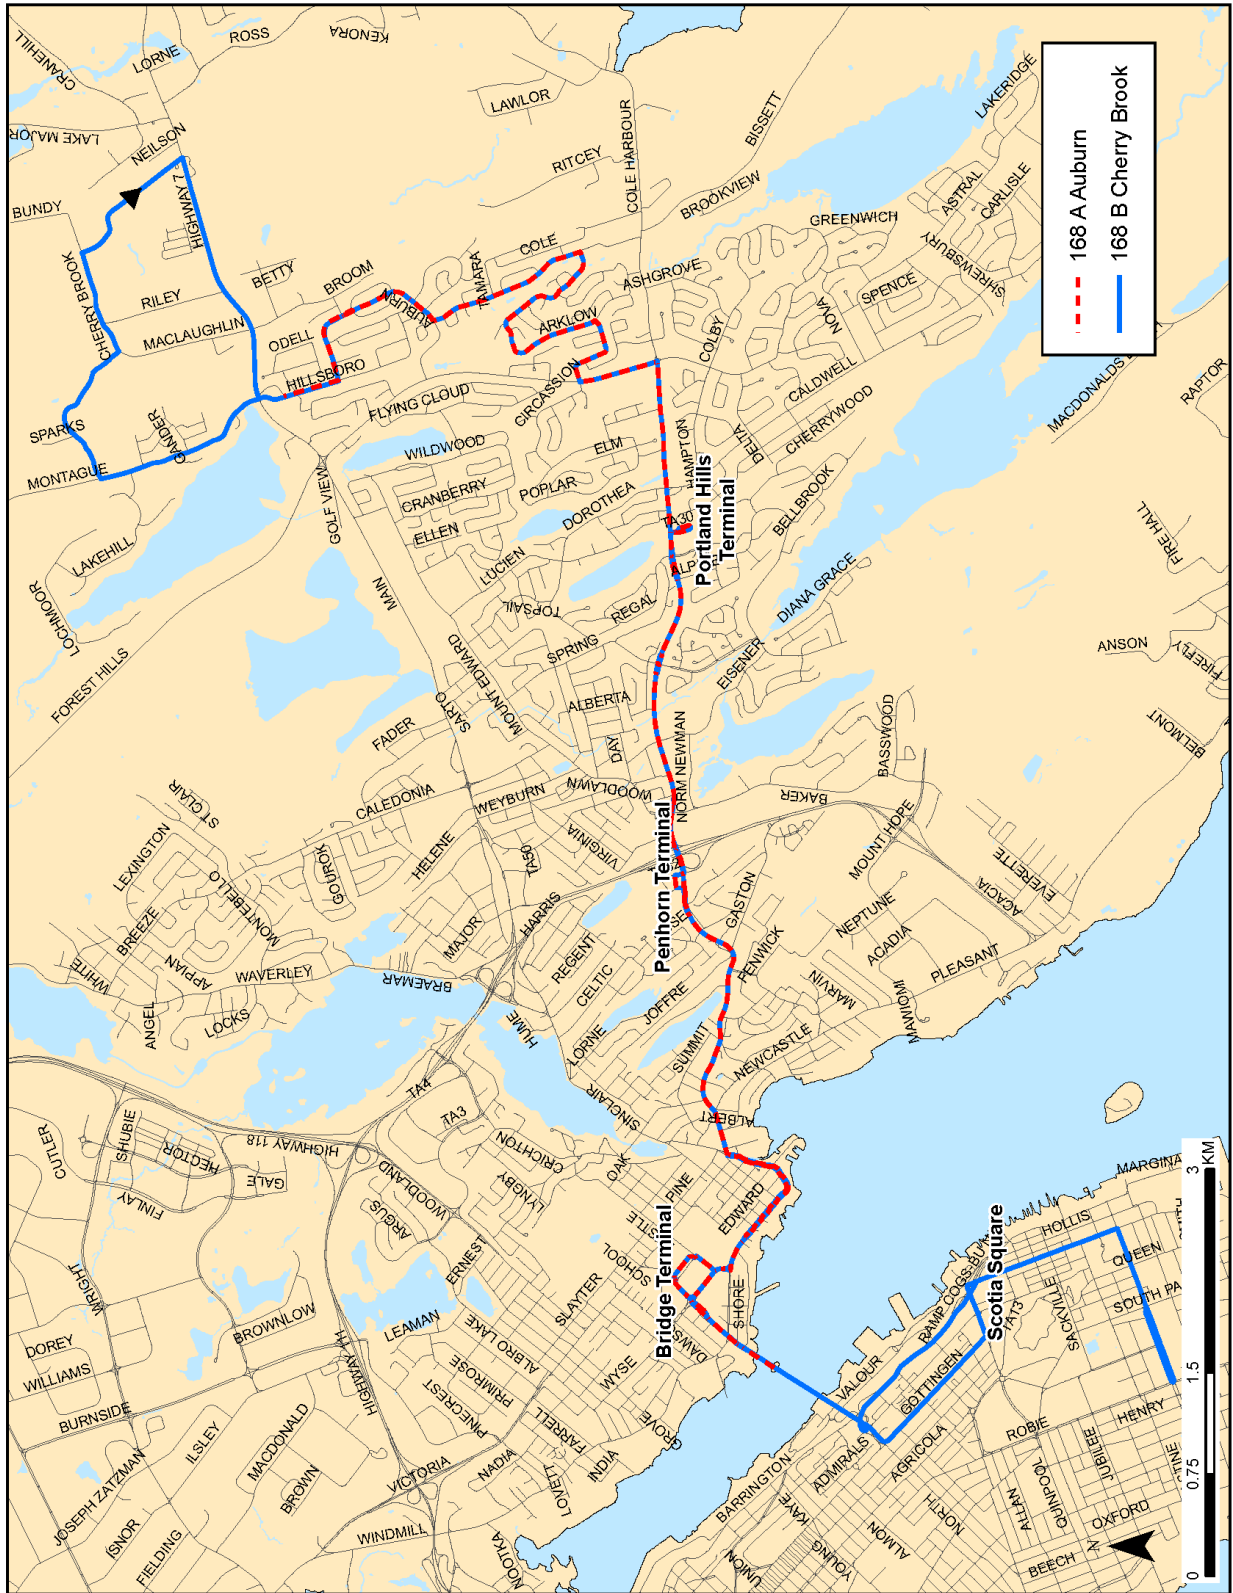 CRANEHILL
LORNE
ROSS
KENORA
LAKE MAJOR
NEILSON
LAWLOR
BUNDY
HIGHWAY 7
RITCEY
COLE HARBOUR
BISSETT
LAKERIDGE
CHERRY BROOK
BETTY
BROOM
COLE
BROOKVIEW
GREENWICH
ASTRAL
CARLISLE
RILEY
MACLAUGHLIN
AUBURN
TAMARA
ASHGROVE
SHREWSBURY
SPENCE
ODELL
ARKLOW
NOVA
COLBY
HILLSBORO
FLYING CLOUD
CIRCASSION
CALDWELL
CHERRYWOOD
RAPTOR
SPARKS
GANDER
MONTAGUE
WILDWOOD
ELM
HAMPTON
DELTA
GOLF VIEW
CRANBERRY
POPLAR
DOROTHEA
TA30
Portland Hills
Terminal
BELLBROOK
ELLEN
LUCIEN
FIRE HALL
LAKEHILL
LOCHMOOR
MAIN
TOPSAIL
REGAL
DIANA GRACE
FOREST HILLS
SPRING
EISENER
ANSON
FIREFLY
MOUNT EDWARD
SARTO
ALBERTA
FADER
DAY
NORM NEWMAN
BASSWOOD
BELMONT
ST CLAIR
CALEDONIA
WEYBURN
WOODLAWN
BAKER
LEXINGTON
HELENE
TA50
VIRGINIA
Penhorn Terminal
MOUNT HOPE
EVERETTE
GOUROK
MONTEBELLO
BREEZE
MAJOR
HARRIS
GASTON
NEPTUNE
ACACIA
APPIAN
WAVERLEY
REGENT
PENWICK
ACADIA
PLEASANT
WHITE
BRAEMAR
CELTIC
JOFFRE
MARVIN
MAWIOMI
ANGEL
LOCKS
HUME
LORNE
SUMMIT
NEWCASTLE
TA4
TA3
SINCLAIR
ALBERT
CUTLER
SHUBIE
HECTOR
HIGHWAY 118
CRICHTON
OAK
GALE
FINLAY
WOODLAND
ARGUS
LYNGBY
PINE
EDWARD
Bridge Terminal
SCHOOL
ERNEST
SLAYTER
WRIGHT
BROWNLOW
LEAMAN
ALBRO LAKE
SHORE
DOREY
WILLIAMS
HIGHWAY 111
PRIMROSE
PINECREST
WYSE
BURNSIDE
FARRELL
GROVE
ILSLEY
MACDONALD
BROWN
NADIA
INDIA
LOVETT
JOSEPH ZATZMAN
ISNOR
FIELDING
VICTORIA
WINDMILL
NOOTKA
MARGINA
HOLLIS
QUEEN
Scotia Square
SACKVILLE
VALOUR
GOTTINGEN
ROBIE
HENRY
ADMIRALS
AGRICOLA
JUBILEE
QUINPOOL
BARRINGTON
KAYE
ALLAN
OXFORD
NORTH
ALMON
YOUNG
UNION
BEECH
N
0
0.75
1.5
3
KM
168 A Auburn
168 B Cherry Brook